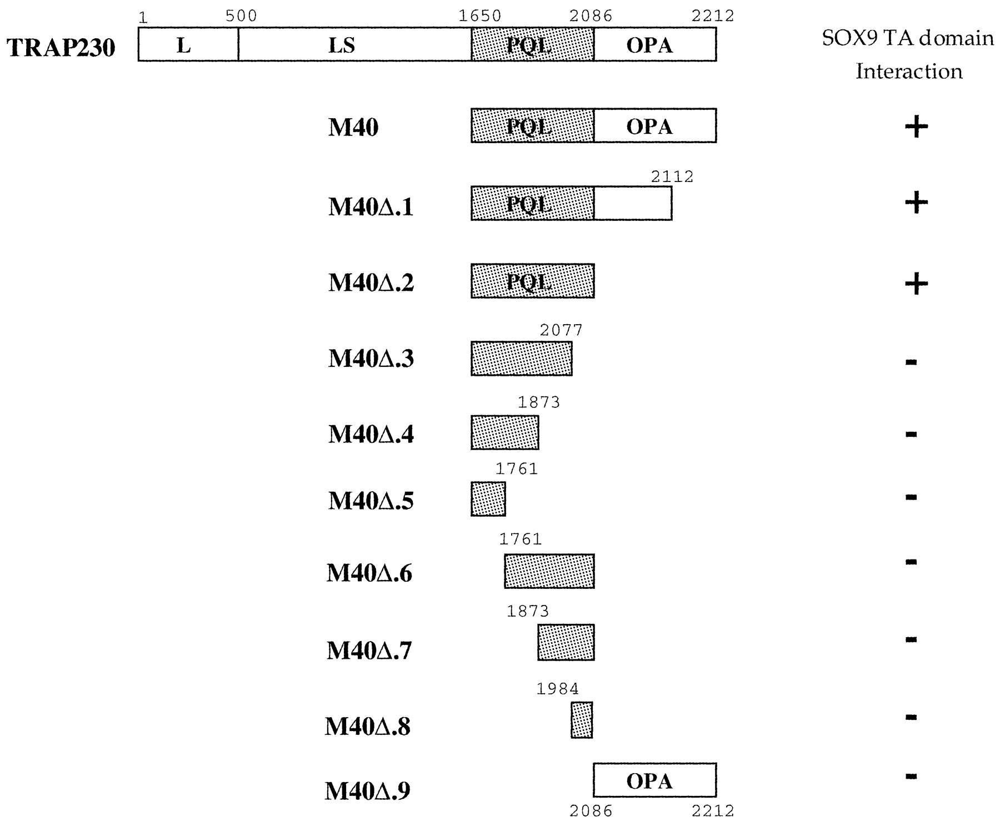 1 500 1650 2086 2212
TRAP230 L LS PQL OPA SOX9 TA domain
Interaction
M40 PQL OPA +
2112
M40Δ.1 PQL +
M40Δ.2 PQL +
2077
M40Δ.3 -
1873
M40Δ.4 -
1761
M40Δ.5 -
1761
M40Δ.6 -
1873
M40Δ.7 -
1984
M40Δ.8 -
M40Δ.9 OPA -
2086 2212